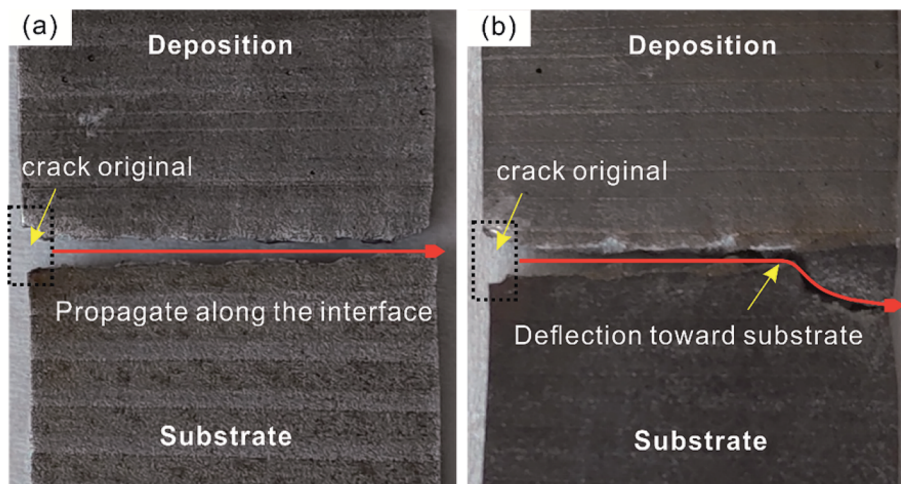 (a)
Deposition
crack original
Propagate along the interface
Substrate
(b)
Deposition
crack original
Deflection toward substrate
Substrate